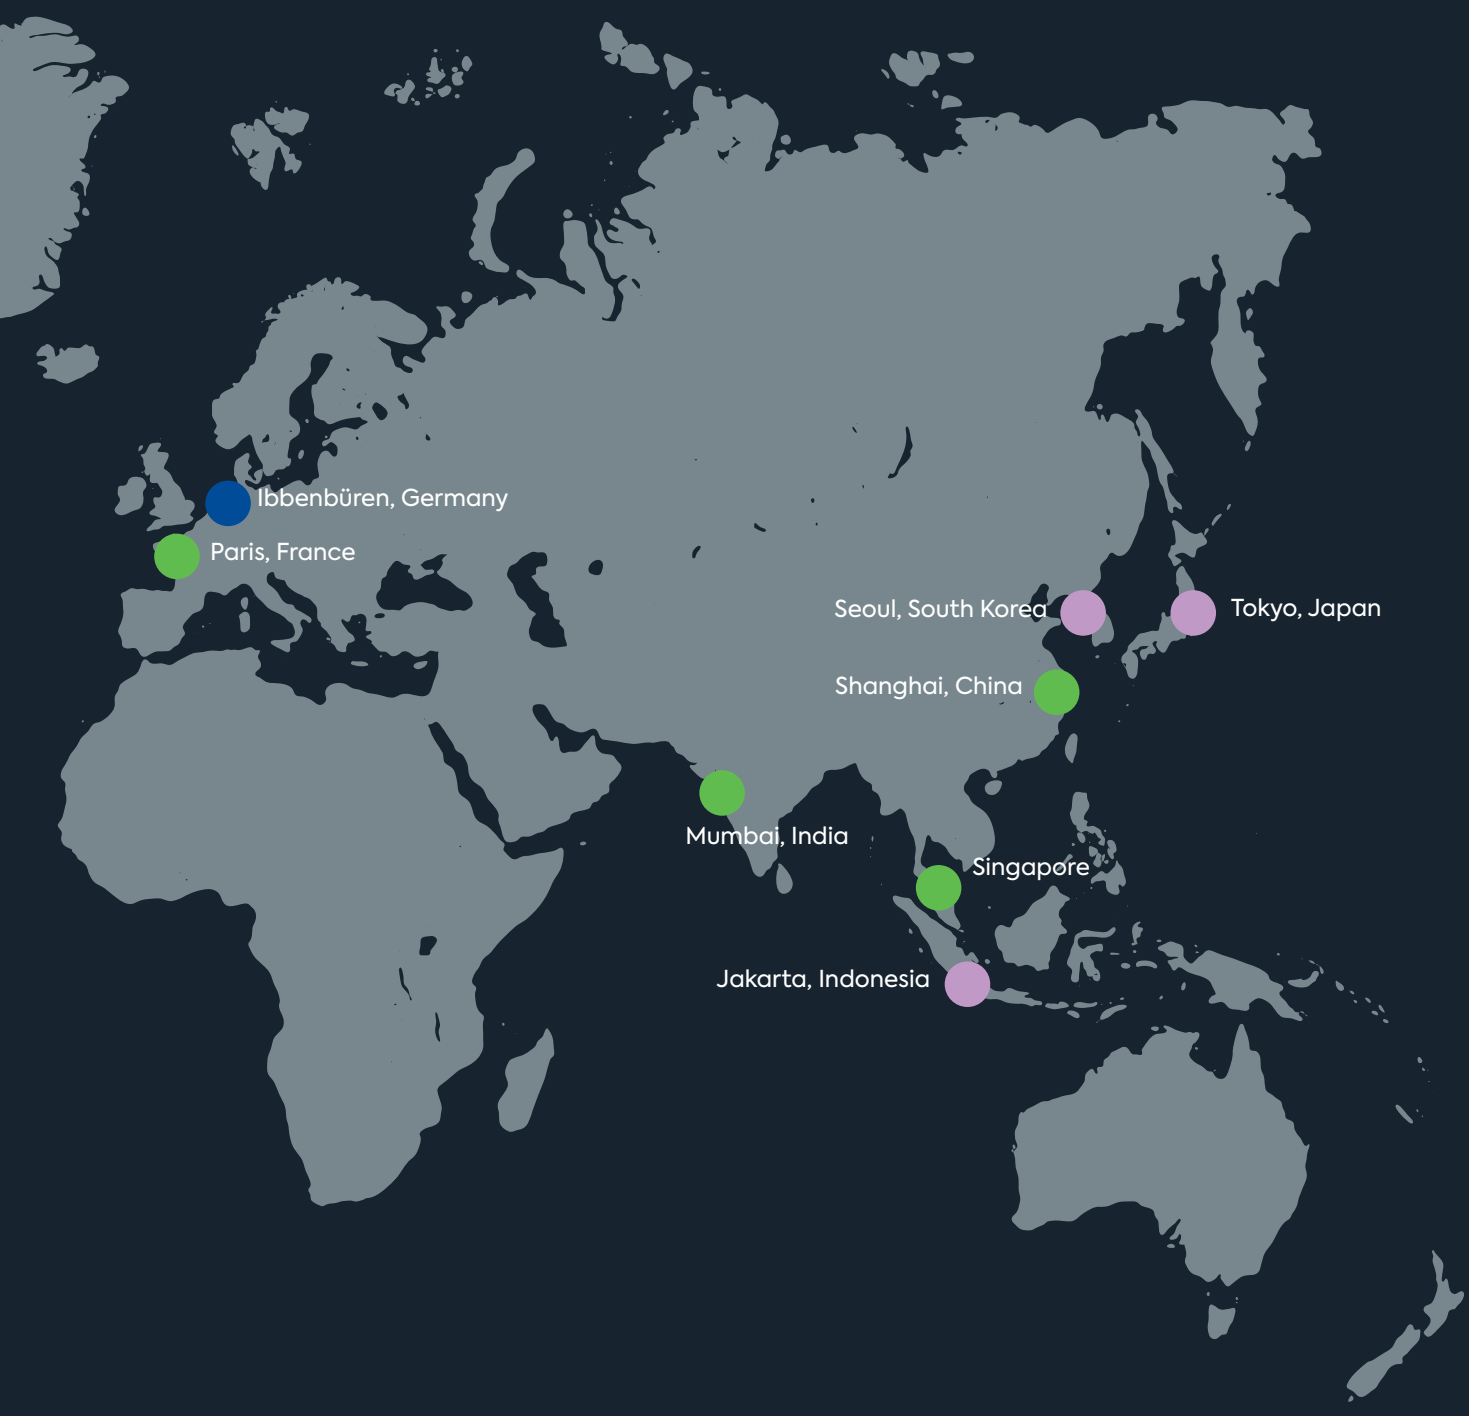 Ibbenbüren, Germany
Paris, France
Seoul, South Korea
Tokyo, Japan
Shanghai, China
Mumbai, India
Singapore
Jakarta, Indonesia